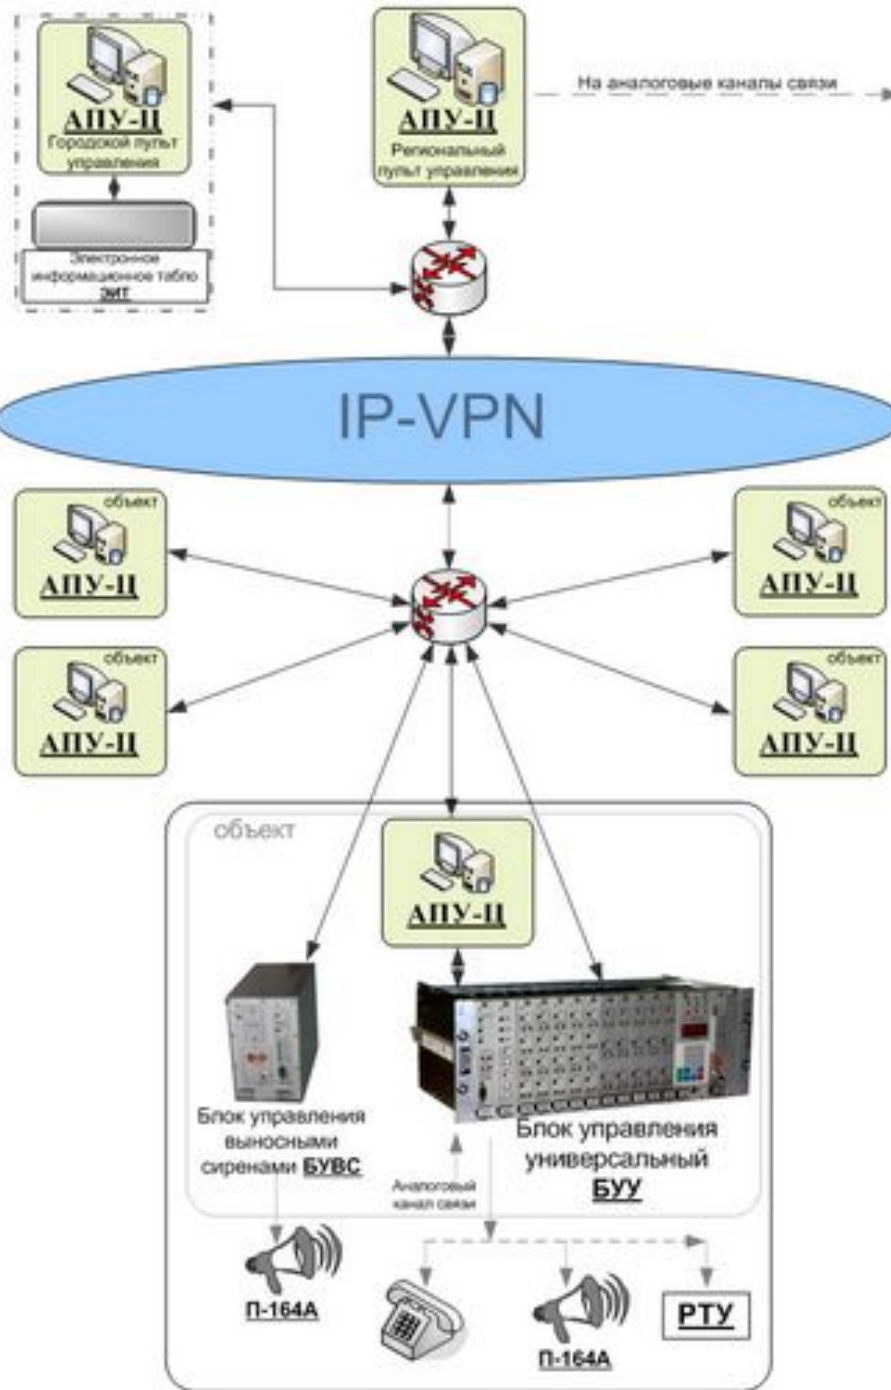 АПУ-Ц
Городской пульт
управления
Электронное
информационное табло
ЭИТ
АПУ-Ц
Региональный
пульт управления
На аналоговые каналы связи
IP-VPN
объект
АПУ-Ц
объект
АПУ-Ц
объект
АПУ-Ц
объект
АПУ-Ц
объект
АПУ-Ц
Блок управления
выносными
сиренами БУВС
Блок управления
универсальный
БУУ
Аналоговый
канал связи
П-164А
П-164А
РТУ